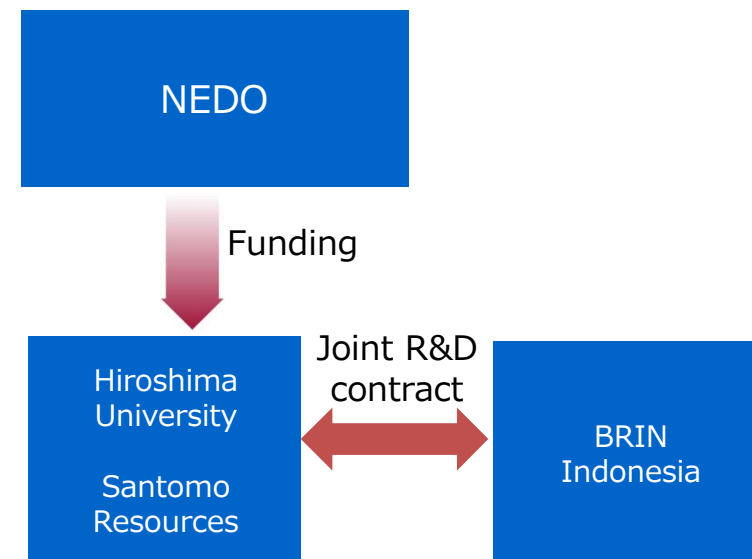 NEDO
Funding
Joint R&D
contract
Hiroshima
University
Santomo
Resources
BRIN
Indonesia